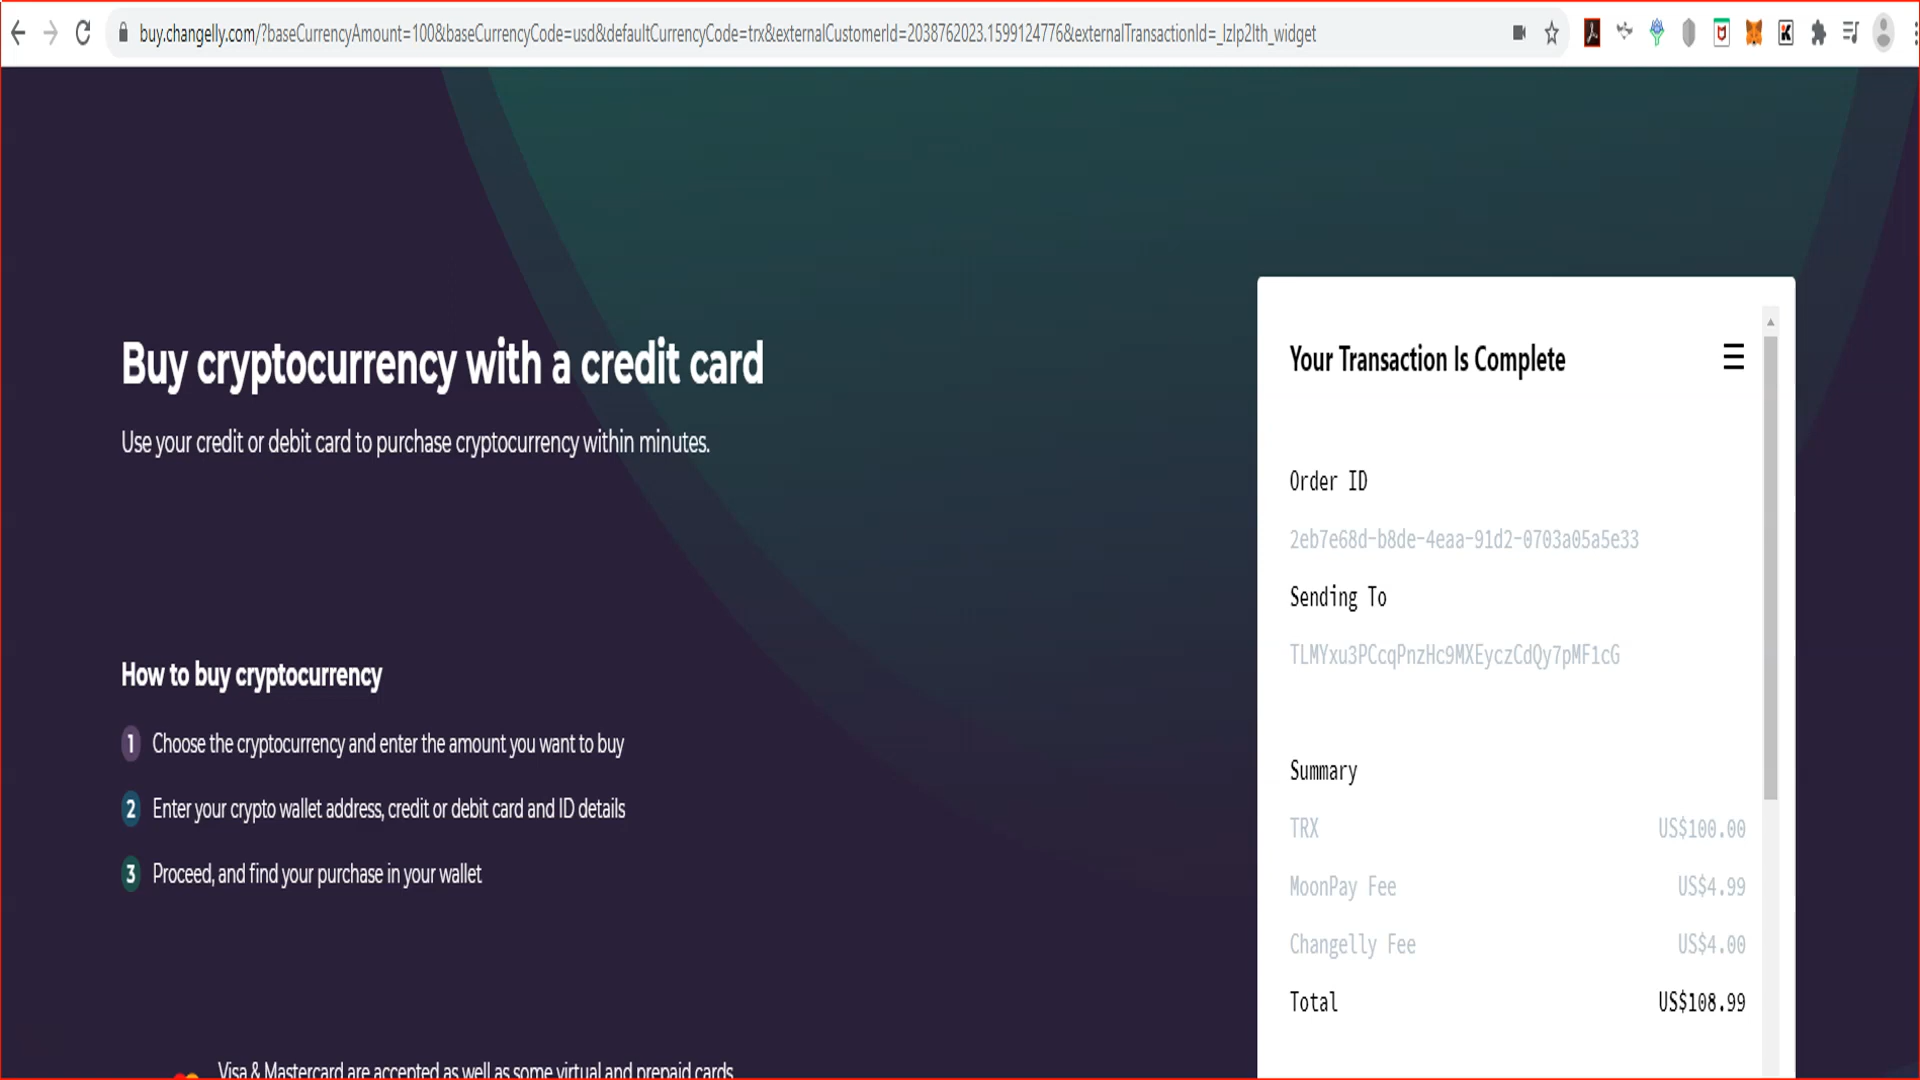 buy.changelly.com/?baseCurrencyAmount=100&baseCurrencyCode=usd&defaultCurrencyCode=trx&externalCustomerId=2038762023.1599124776&externalTransactionId=_lzlp2lth_widget
Buy cryptocurrency with a credit card
Use your credit or debit card to purchase cryptocurrency within minutes.
How to buy cryptocurrency
1 Choose the cryptocurrency and enter the amount you want to buy
2 Enter your crypto wallet address, credit or debit card and ID details
3 Proceed, and find your purchase in your wallet
Visa & Mastercard are accepted as well as some virtual and prepaid cards
Your Transaction Is Complete
Order ID
2eb7e68d-b8de-4eaa-91d2-0703a05a5e33
Sending To
TLMYxu3PCcqPnzHc9MXEyczCdQy7pMF1cG
Summary
TRX US$100.00
MoonPay Fee US$4.99
Changelly Fee US$4.00
Total US$108.99